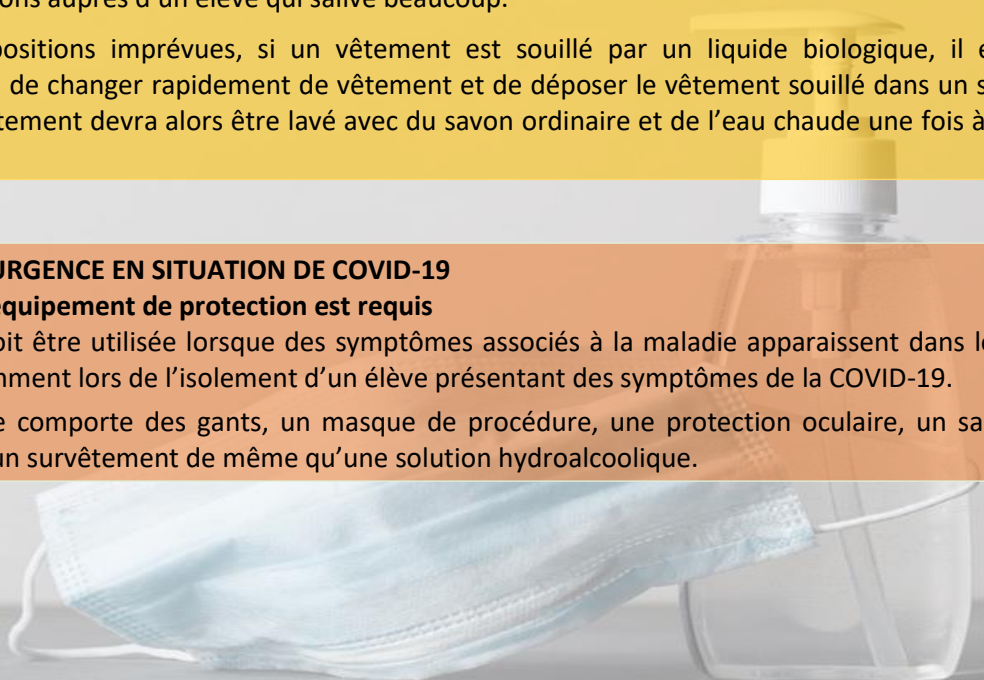 ons auprès d'un élève qui salive beaucoup.
positions imprévues, si un vêtement est souillé par un liquide biologique, il e
de changer rapidement de vêtement et de déposer le vêtement souillé dans un s
tement devra alors être lavé avec du savon ordinaire et de l'eau chaude une fois à
URGENCE EN SITUATION DE COVID-19
équipement de protection est requis
oit être utilisée lorsque des symptômes associés à la maladie apparaissent dans l
mment lors de l'isolement d'un élève présentant des symptômes de la COVID-19.
e comporte des gants, un masque de procédure, une protection oculaire, un sa
un survêtement de même qu'une solution hydroalcoolique.